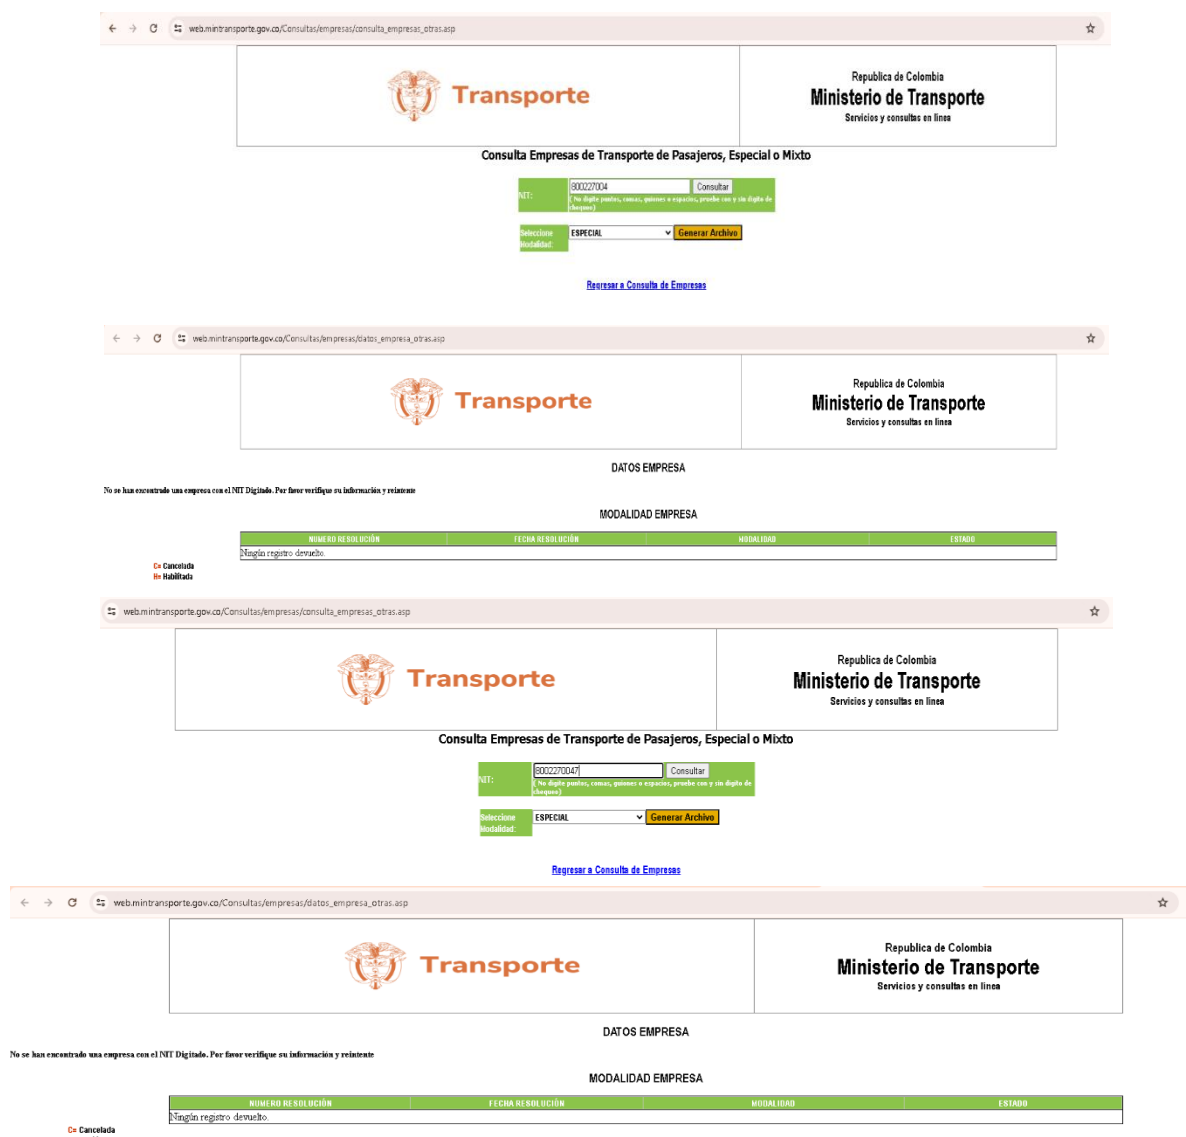 web.mintransporte.gov.co/Consultas/empresas/consulta_empresas_otras.asp
Transporte
Republica de Colombia
Ministerio de Transporte
Servicios y consultas en linea
Consulta Empresas de Transporte de Pasajeros, Especial o Mixto
NIT:
800227004
Consultar
( No digite puntos, comas, guiones o espacios, pruebe con y sin digito de
chequeo)
Seleccione
Modalidad:
ESPECIAL
Generar Archivo
Regresar a Consulta de Empresas
web.mintransporte.gov.co/Consultas/empresas/datos_empresa_otras.asp
Transporte
Republica de Colombia
Ministerio de Transporte
Servicios y consultas en linea
DATOS EMPRESA
No se han encontrado una empresa con el NIT Digitado. Por favor verifique su información y reintente
MODALIDAD EMPRESA
NUMERO RESOLUCIÓN FECHA RESOLUCIÓN MODALIDAD ESTADO
Ningún registro devuelto.
C= Cancelada
H= Habilitada
web.mintransporte.gov.co/Consultas/empresas/consulta_empresas_otras.asp
Transporte
Republica de Colombia
Ministerio de Transporte
Servicios y consultas en linea
Consulta Empresas de Transporte de Pasajeros, Especial o Mixto
NIT:
8002270047
Consultar
( No digite puntos, comas, guiones o espacios, pruebe con y sin digito de
chequeo)
Seleccione
Modalidad:
ESPECIAL
Generar Archivo
Regresar a Consulta de Empresas
web.mintransporte.gov.co/Consultas/empresas/datos_empresa_otras.asp
Transporte
Republica de Colombia
Ministerio de Transporte
Servicios y consultas en linea
DATOS EMPRESA
No se han encontrado una empresa con el NIT Digitado. Por favor verifique su información y reintente
MODALIDAD EMPRESA
NUMERO RESOLUCIÓN FECHA RESOLUCIÓN MODALIDAD ESTADO
Ningún registro devuelto.
C= Cancelada